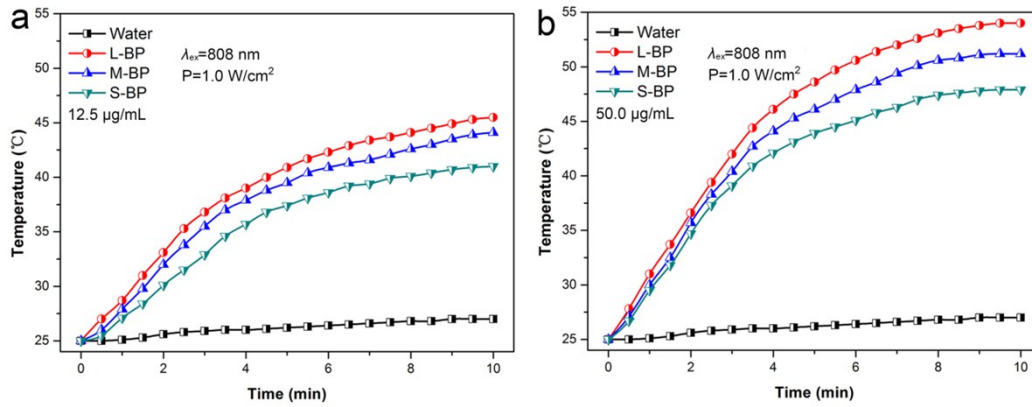 a
55
50
45
40
35
30
25
Temperature (℃)
Water
L-BP
M-BP
S-BP
12.5 μg/mL
λex=808 nm
P=1.0 W/cm²
0
2
4
6
8
10
Time (min)
b
55
50
45
40
35
30
25
Temperature (℃)
Water
L-BP
M-BP
S-BP
50.0 μg/mL
λex=808 nm
P=1.0 W/cm²
0
2
4
6
8
10
Time (min)